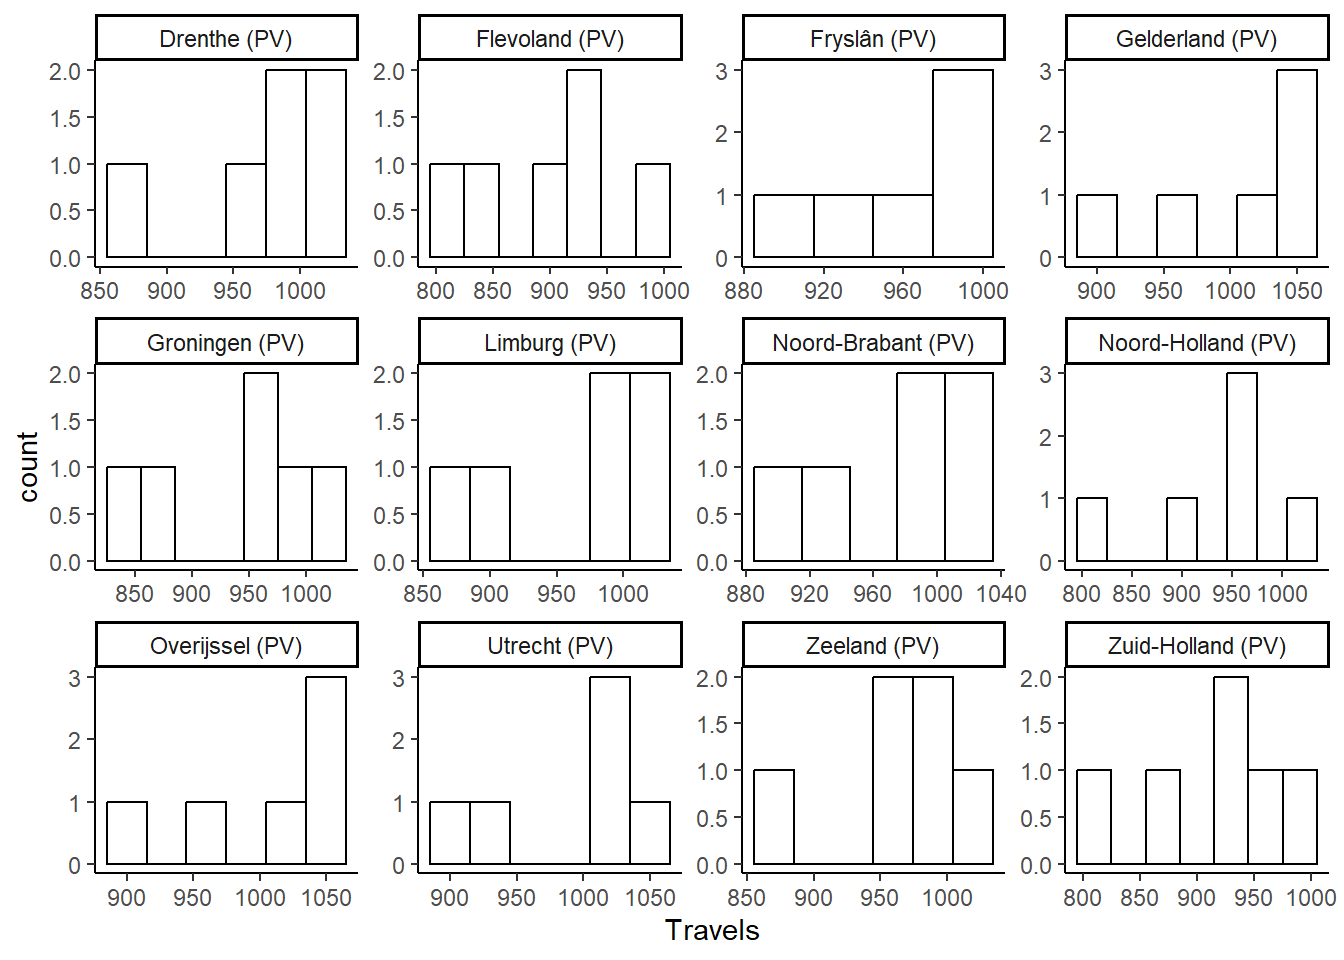 Drenthe (PV) Flevoland (PV) Fryslân (PV) Gelderland (PV)
2.0 2.0 3 3
1.5 1.5 2 2
1.0 1.0 1 1
0.5 0.5
0.0 0.0 0 0
850 900 950 1000 800 850 900 950 1000 880 920 960 1000 900 950 1000 1050
Groningen (PV) Limburg (PV) Noord-Brabant (PV) Noord-Holland (PV)
2.0 2.0 2.0 3
1.5 1.5 1.5 2
1.0 1.0 1.0 1
0.5 0.5 0.5
0.0 0.0 0.0 0
850 900 950 1000 850 900 950 1000 880 920 960 1000 1040 800 850 900 950 1000
count
Overijssel (PV) Utrecht (PV) Zeeland (PV) Zuid-Holland (PV)
3 3 2.0 2.0
2 2 1.5 1.5
1 1 1.0 1.0
0.5 0.5
0 0 0.0 0.0
900 950 1000 1050 900 950 1000 1050 850 900 950 1000 800 850 900 950 1000
Travels